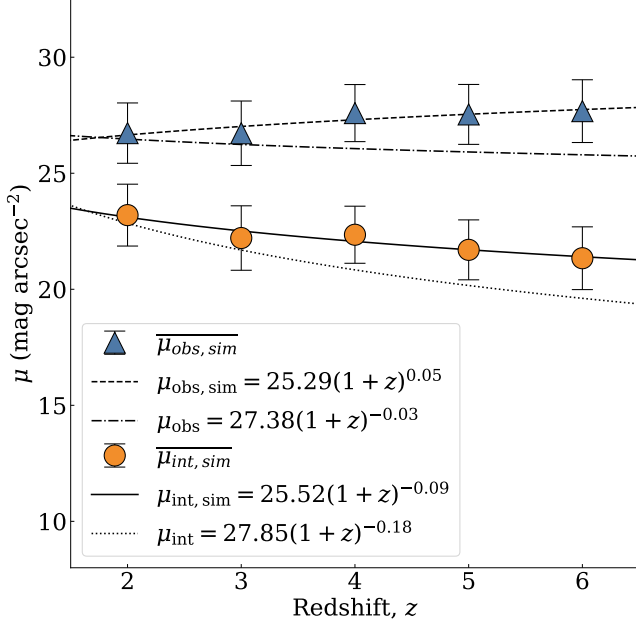 30
25
20
15
10
μ (mag arcsec⁻²)
μ_obs,sim
μ_obs,sim = 25.29(1 + z)^0.05
μ_obs = 27.38(1 + z)^−0.03
μ_int,sim
μ_int,sim = 25.52(1 + z)^−0.09
μ_int = 27.85(1 + z)^−0.18
2 3 4 5 6
Redshift, z